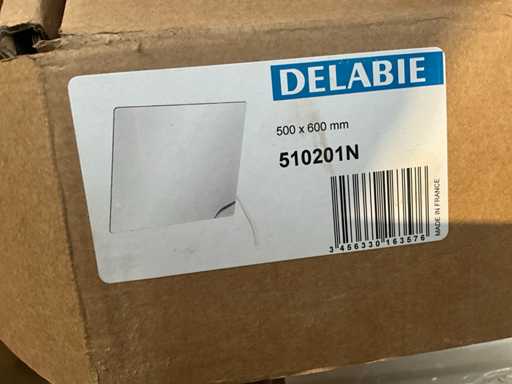 DELABIE
500 x 600 mm
510201N
3 456330 163576
MADE IN FRANCE